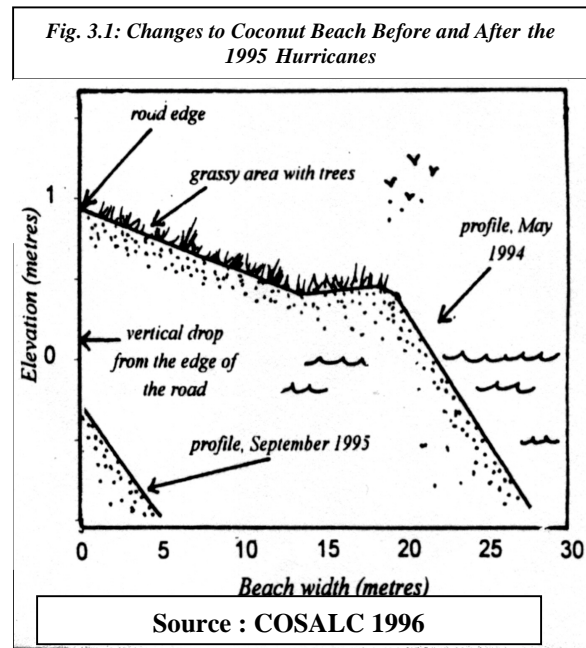 Fig. 3.1: Changes to Coconut Beach Before and After the
1995 Hurricanes
road edge
grassy area with trees
profile, May
1994
1
Elevation (metres)
0
vertical drop
from the edge of
the road
profile, September 1995
0 5 10 15 20 25 30
Beach width (metres)
Source : COSALC 1996